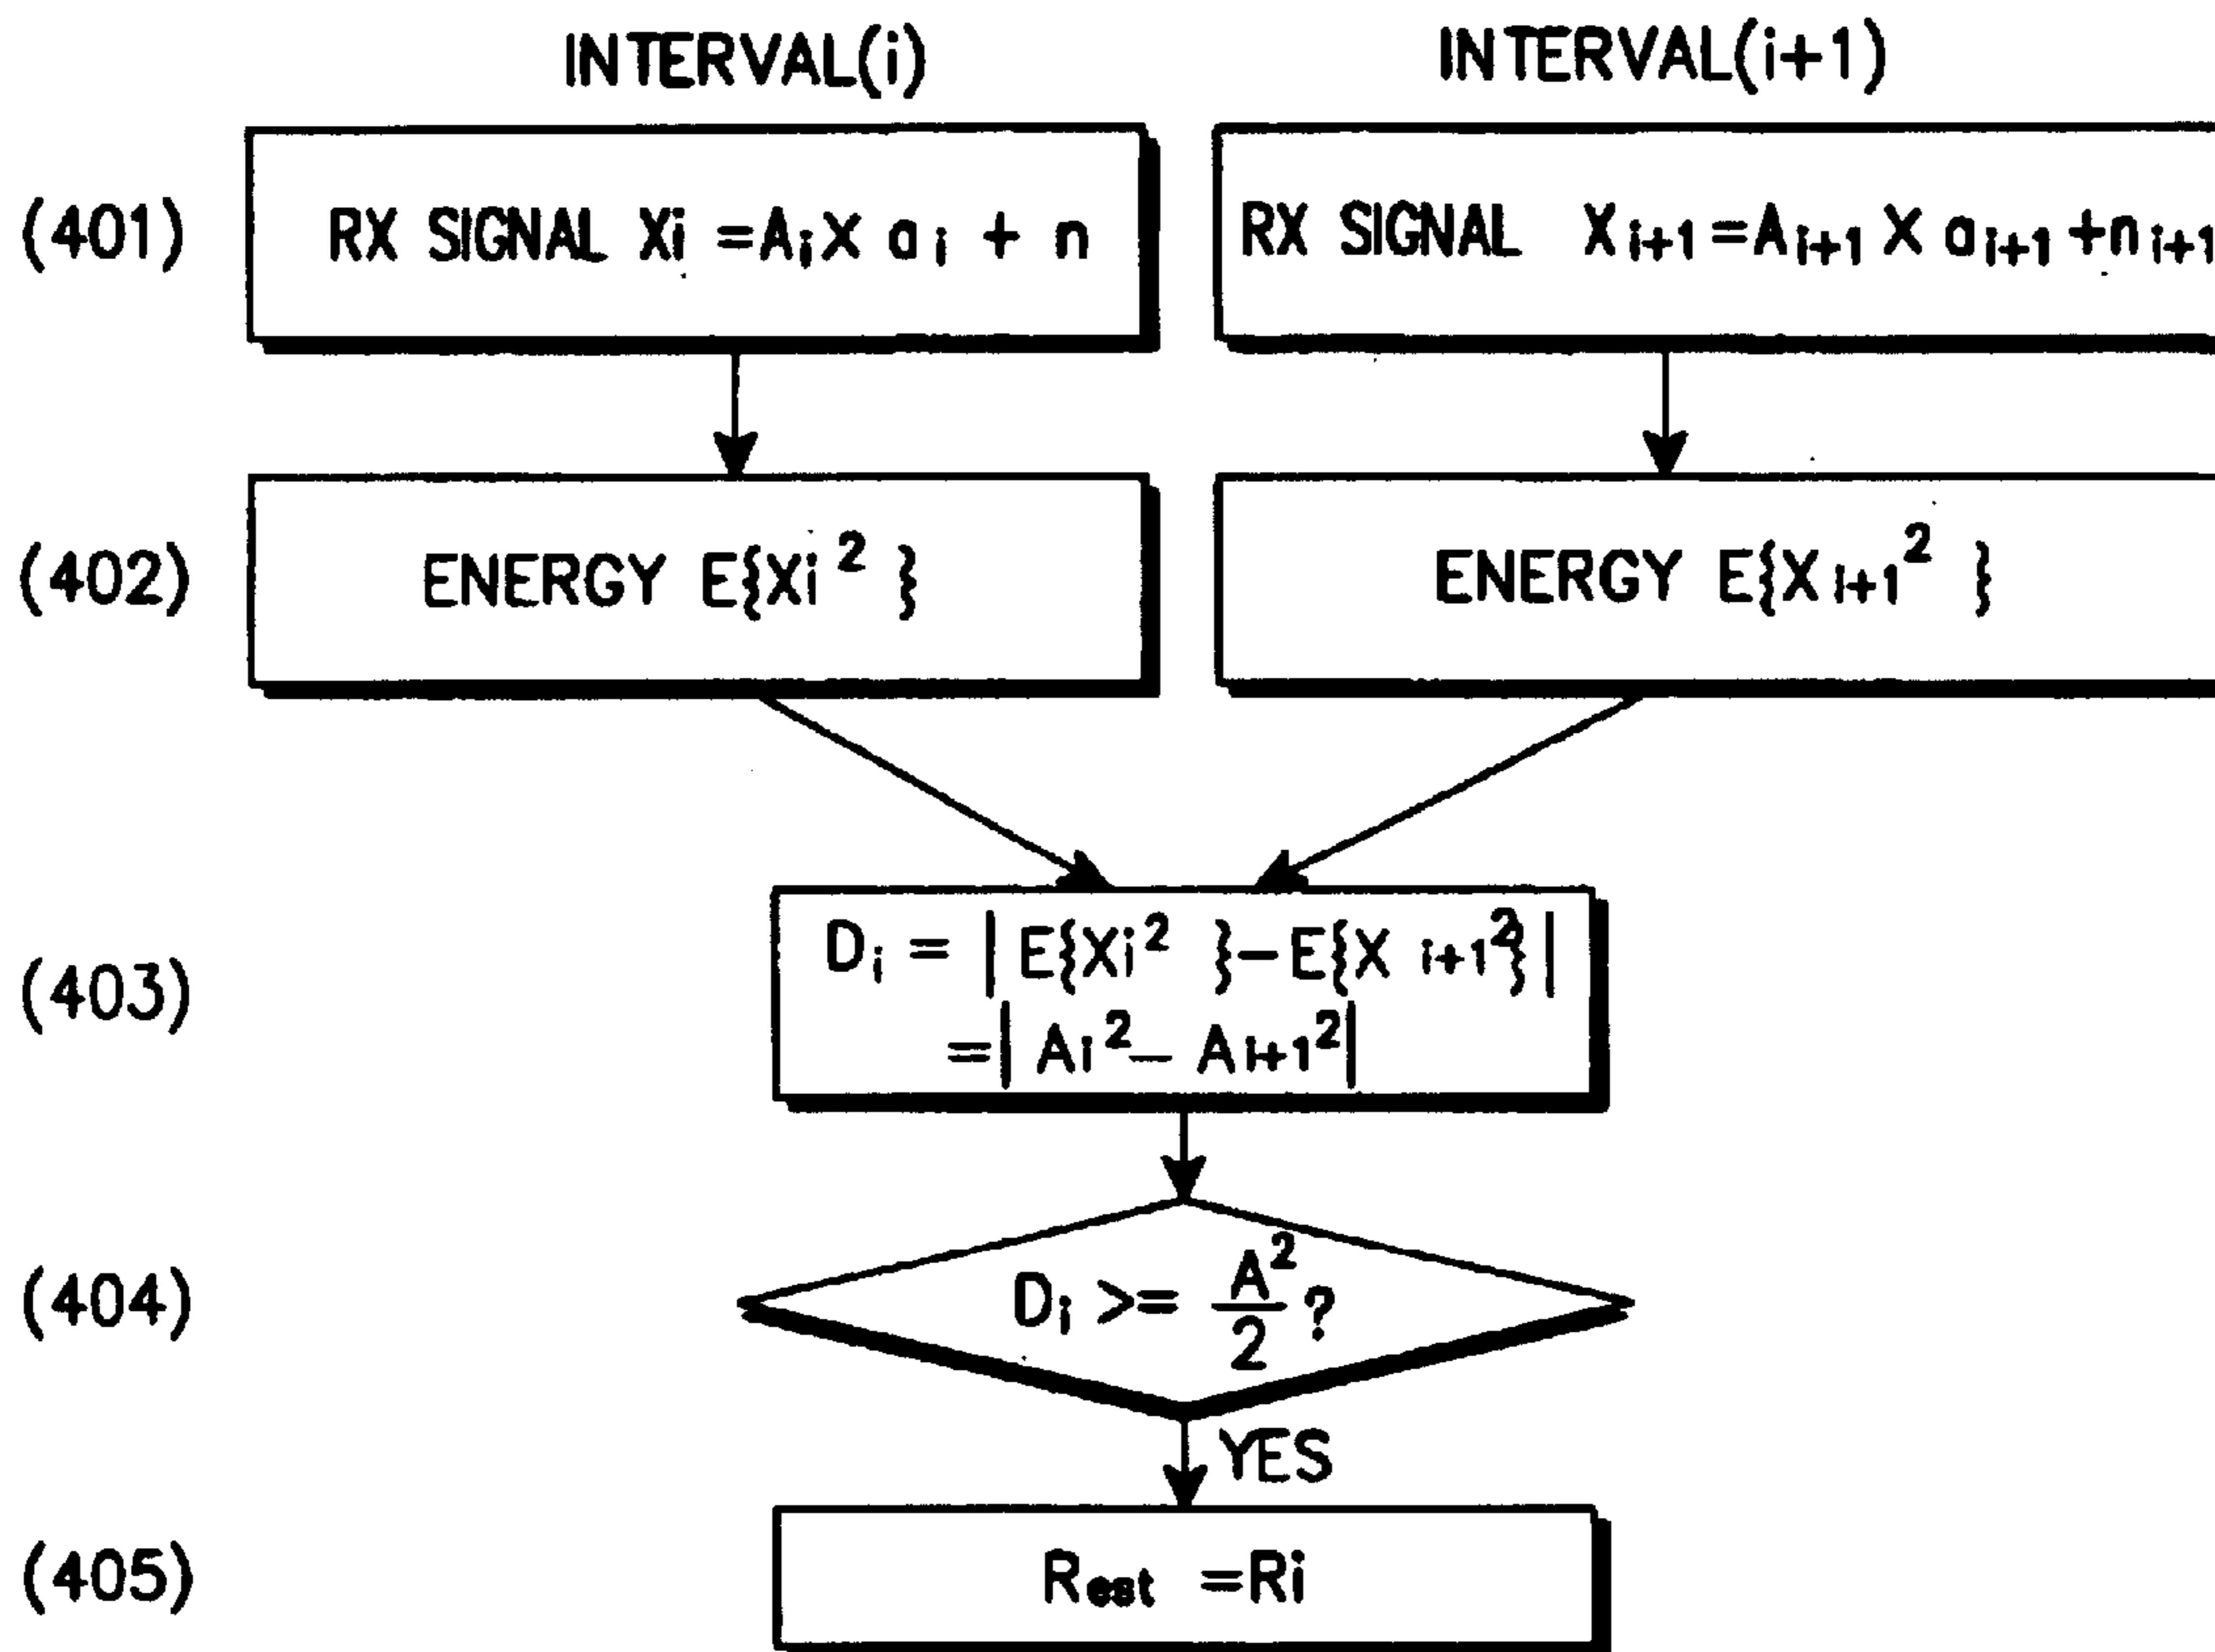 INTERVAL(i) INTERVAL(i+1)
(401) RX SIGNAL Xi =Aᵢ× aᵢ + n RX SIGNAL Xᵢ₊₁=Aᵢ₊₁ × aᵢ₊₁ +nᵢ₊₁
(402) ENERGY E{Xi² } ENERGY E{Xᵢ₊₁² }
(403) Dᵢ = | E{Xi² }−E{X ᵢ₊₁²}|
=| Ai²− Aᵢ₊₁²|
(404) Dᵢ >= A²/2 ?
YES
(405) Rest =Ri